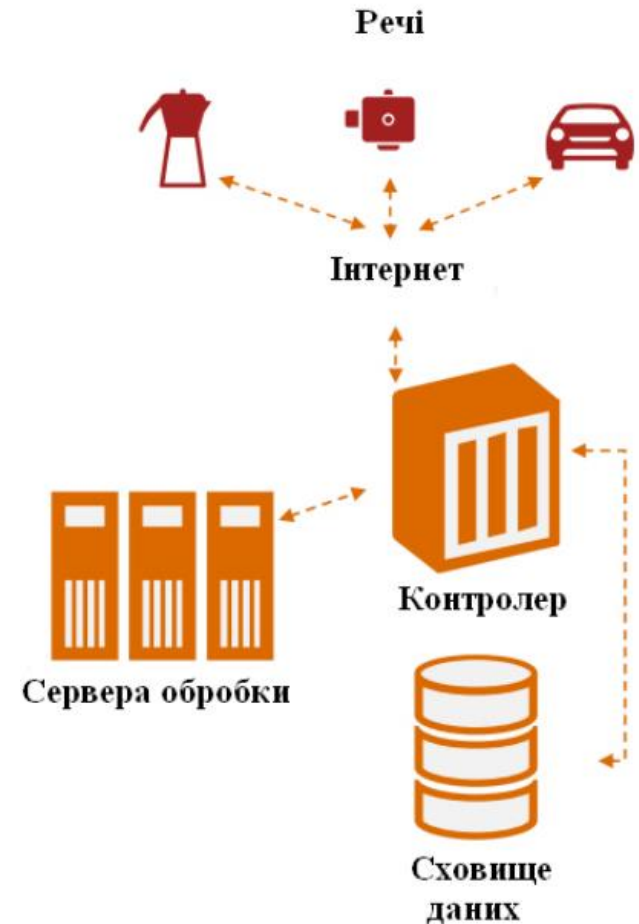 Речі
Інтернет
Контролер
Сервера обробки
Сховище
даних